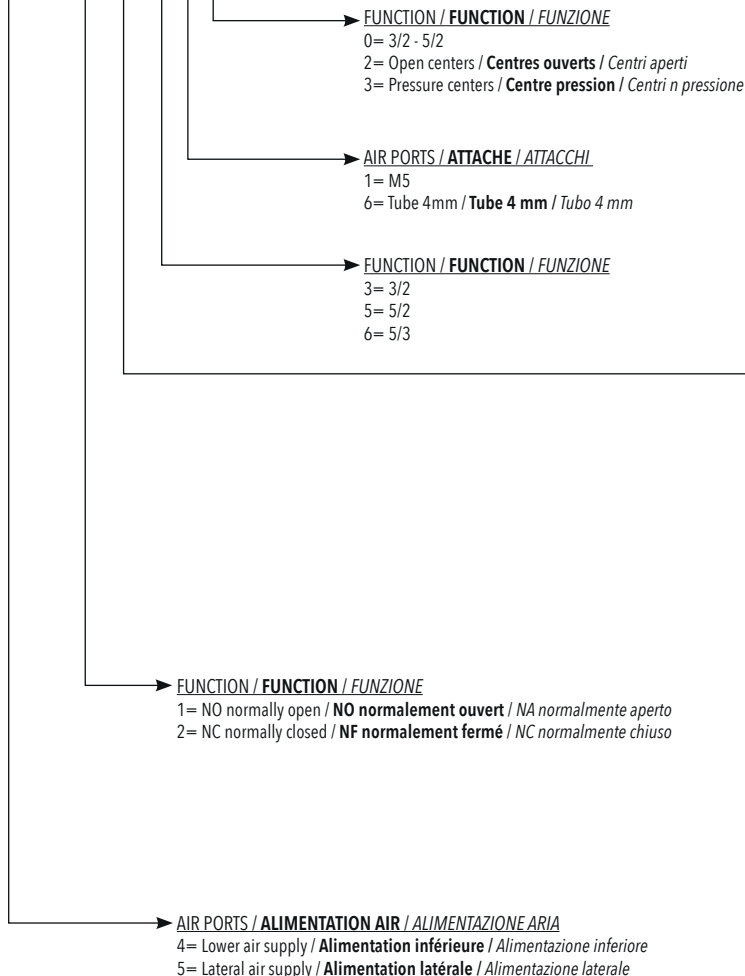 FUNCTION / FUNCTION / FUNZIONE
0= 3/2 - 5/2
2= Open centers / Centres ouverts / Centri aperti
3= Pressure centers / Centre pression / Centri n pressione
AIR PORTS / ATTACHE / ATTACCHI
1= M5
6= Tube 4mm / Tube 4 mm / Tubo 4 mm
FUNCTION / FUNCTION / FUNZIONE
3= 3/2
5= 5/2
6= 5/3
FUNCTION / FUNCTION / FUNZIONE
1= NO normally open / NO normalement ouvert / NA normalmente aperto
2= NC normally closed / NF normalement fermé / NC normalmente chiuso
AIR PORTS / ALIMENTATION AIR / ALIMENTAZIONE ARIA
4= Lower air supply / Alimentation inférieure / Alimentazione inferiore
5= Lateral air supply / Alimentation latérale / Alimentazione laterale